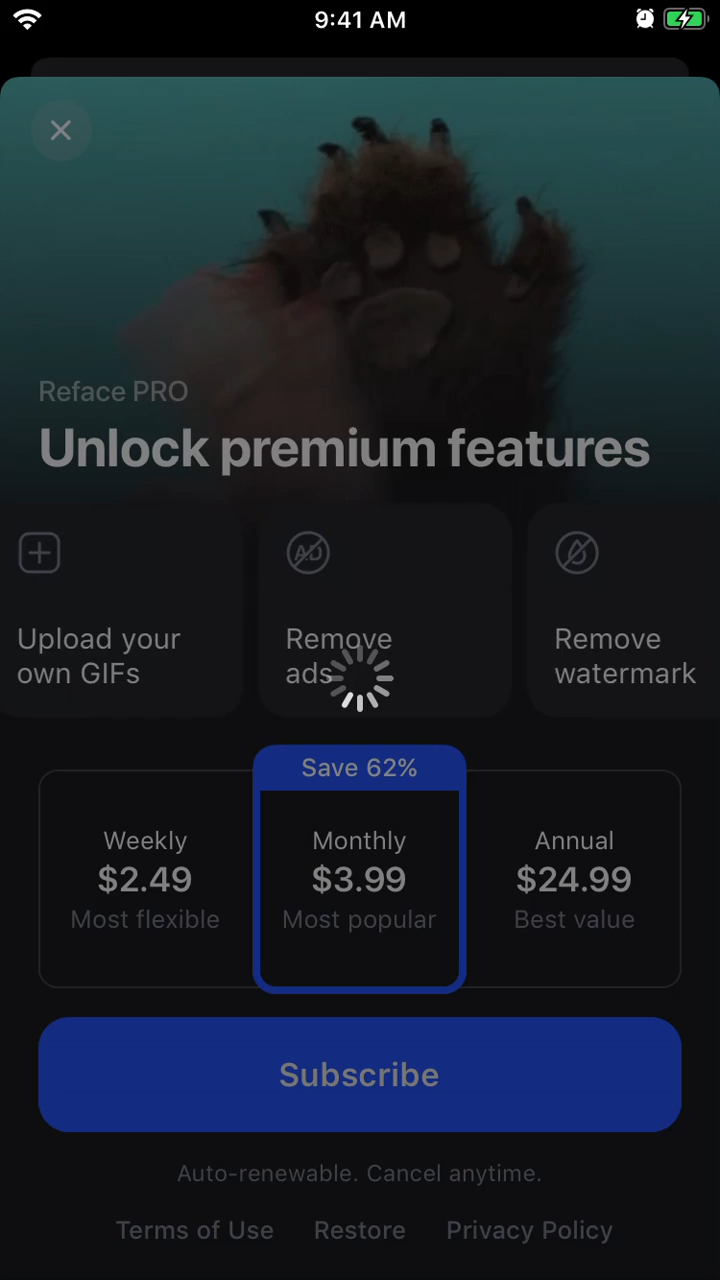 9:41 AM
Reface PRO
Unlock premium features
AD
Upload your
own GIFs
Remove
ads
Remove
watermark
Save 62%
Weekly
$2.49
Most flexible
Monthly
$3.99
Most popular
Annual
$24.99
Best value
Subscribe
Auto-renewable. Cancel anytime.
Terms of Use
Restore
Privacy Policy